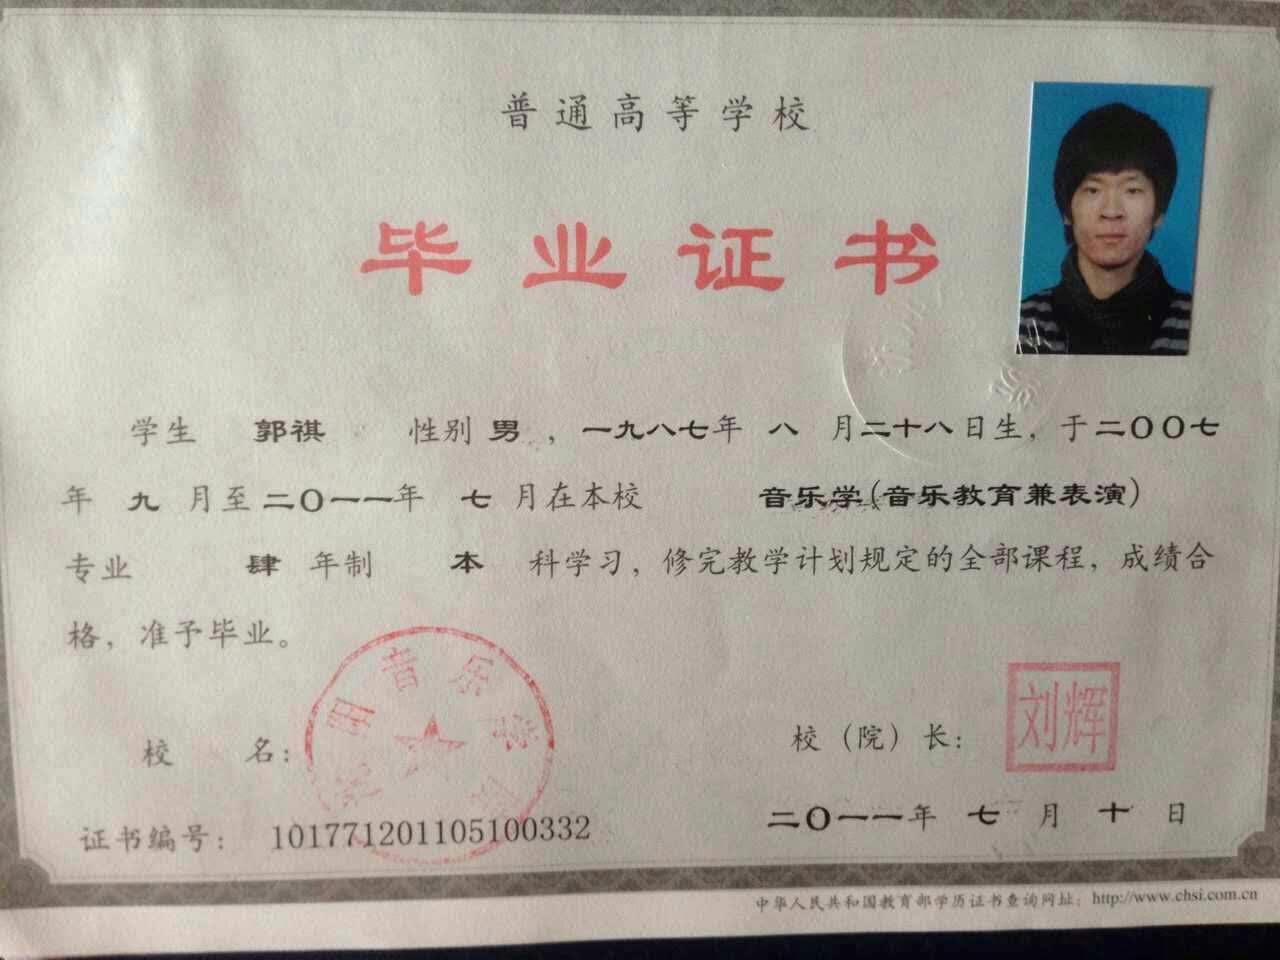 普通高等学校
毕业证书
学生 郭祺 性别 男，一九八七年 八 月二十八日生，于二〇〇七
年 九 月至二〇一一年 七 月在本校 音乐学(音乐教育兼表演)
专业 肆 年制 本 科学习，修完教学计划规定的全部课程，成绩合
格，准予毕业。
阳音乐学院
校 名：
校（院）长：
刘辉
证书编号： 101771201105100332
二〇一一年 七 月 十 日
中华人民共和国教育部学历证书查询网址：http://www.chsi.com.cn